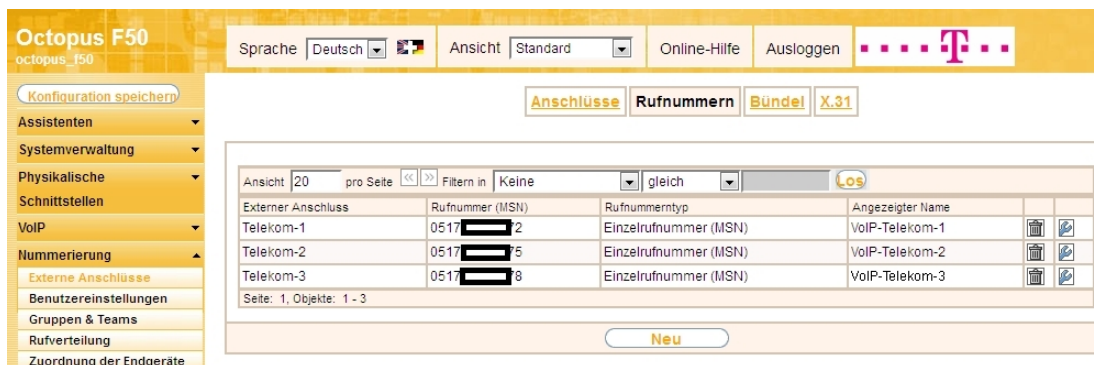 Octopus F50
octopus_f50
Sprache Deutsch Ansicht Standard Online-Hilfe Ausloggen T
Konfiguration speichern
Assistenten
Systemverwaltung
Physikalische
Schnittstellen
VoIP
Nummerierung
Externe Anschlüsse
Benutzereinstellungen
Gruppen & Teams
Rufverteilung
Zuordnung der Endgeräte
Anschlüsse Rufnummern Bündel X.31
Ansicht 20 pro Seite << >> Filtern in Keine gleich Los
Externer Anschluss Rufnummer (MSN) Rufnummerntyp Angezeigter Name
Telekom-1 0517 72 Einzelrufnummer (MSN) VoIP-Telekom-1
Telekom-2 0517 75 Einzelrufnummer (MSN) VoIP-Telekom-2
Telekom-3 0517 78 Einzelrufnummer (MSN) VoIP-Telekom-3
Seite: 1, Objekte: 1 - 3
Neu